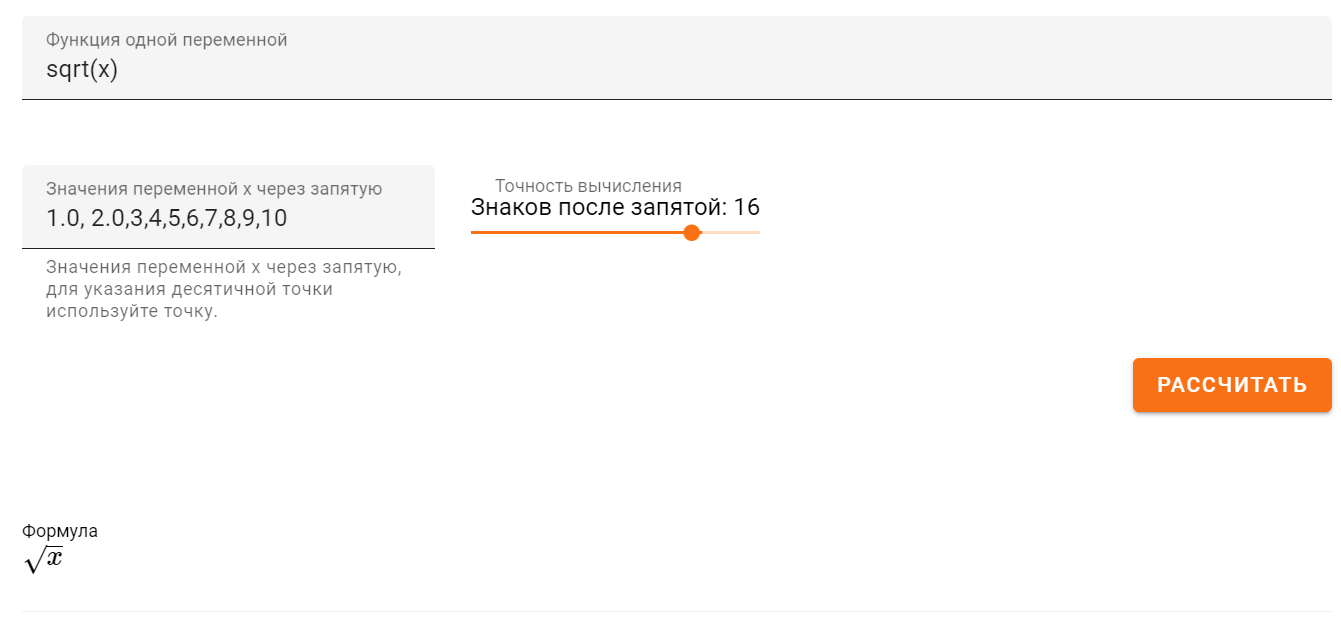 Функция одной переменной
sqrt(x)
Значения переменной x через запятую
1.0, 2.0,3,4,5,6,7,8,9,10
Значения переменной x через запятую,
для указания десятичной точки
используйте точку.
Точность вычисления
Знаков после запятой: 16
РАССЧИТАТЬ
Формула
√x